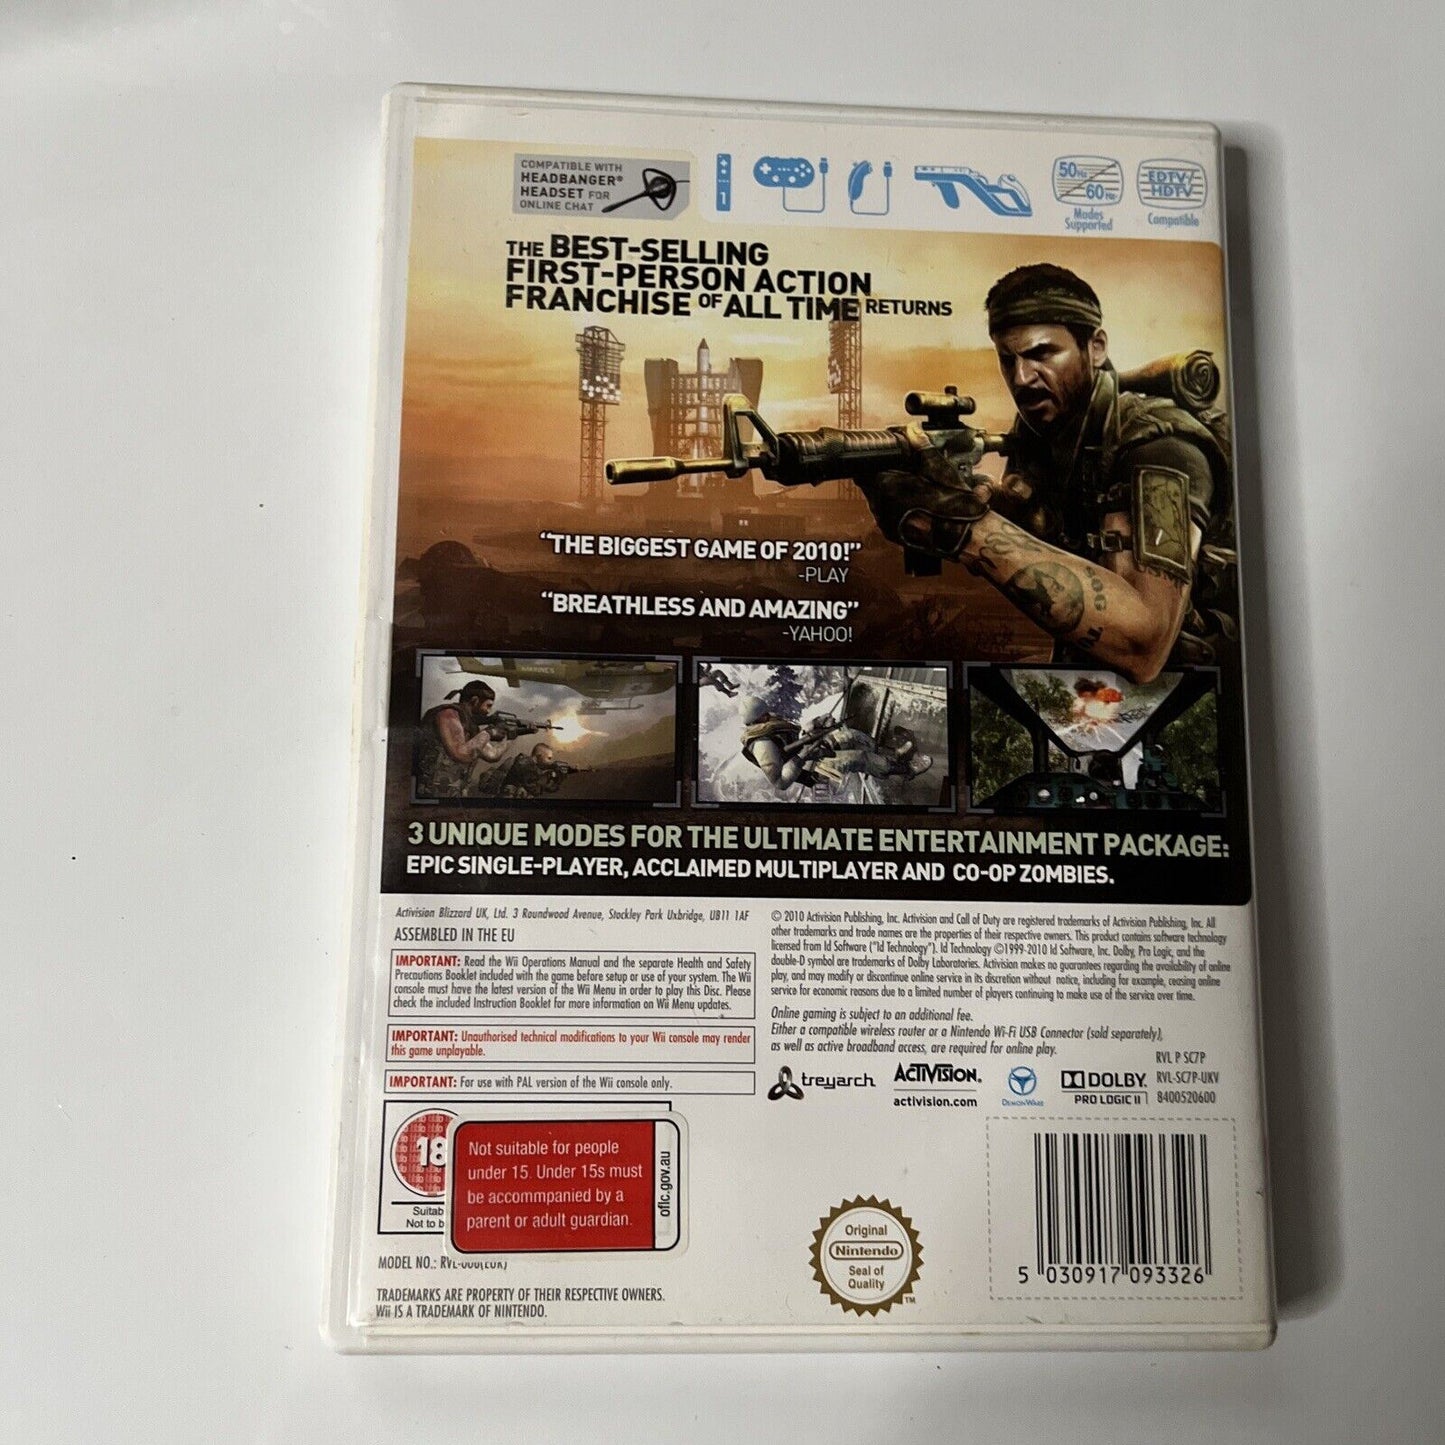 COMPATIBLE WITH
HEADBANGER®
HEADSET FOR
ONLINE CHAT
1
50Hz
60Hz
Modes
Supported
EDTV/
HDTV
Compatible
THE BEST-SELLING
FIRST-PERSON ACTION
FRANCHISE OF ALL TIME RETURNS
"THE BIGGEST GAME OF 2010!"
-PLAY
"BREATHLESS AND AMAZING"
-YAHOO!
3 UNIQUE MODES FOR THE ULTIMATE ENTERTAINMENT PACKAGE:
EPIC SINGLE-PLAYER, ACCLAIMED MULTIPLAYER AND CO-OP ZOMBIES.
Activision Blizzard UK, Ltd. 3 Roundwood Avenue, Stockley Park Uxbridge, UB11 1AF
ASSEMBLED IN THE EU
IMPORTANT: Read the Wii Operations Manual and the separate Health and Safety
Precautions Booklet included with the game before setup or use of your system. The Wii
console must have the latest version of the Wii Menu in order to play this Disc. Please
check the included Instruction Booklet for more information on Wii Menu updates.
IMPORTANT: Unauthorised technical modifications to your Wii console may render
this game unplayable.
IMPORTANT: For use with PAL version of the Wii console only.
© 2010 Activision Publishing, Inc. Activision and Call of Duty are registered trademarks of Activision Publishing, Inc. All
other trademarks and trade names are the properties of their respective owners. This product contains software technology
licensed from Id Software ("Id Technology"). Id Technology ©1999-2010 Id Software, Inc. Dolby, Pro Logic, and the
double-D symbol are trademarks of Dolby Laboratories. Activision makes no guarantees regarding the availability of online
play, and may modify or discontinue online service in its discretion without notice, including for example, ceasing online
service for economic reasons due to a limited number of players continuing to make use of the service over time.
Online gaming is subject to an additional fee.
Either a compatible wireless router or a Nintendo Wi-Fi USB Connector (sold separately),
as well as active broadband access, are required for online play.
treyarch
ACTIVISION.
activision.com
DEMONWARE
DOLBY
PRO LOGIC II
RVL P SC7P
RVL-SC7P-UKV
8400520600
18
Suitab
Not to b
Not suitable for people
under 15. Under 15s must
be accommpanied by a
parent or adult guardian.
oflc.gov.au
MODEL NO.: RVL-006(EUR)
TRADEMARKS ARE PROPERTY OF THEIR RESPECTIVE OWNERS.
Wii IS A TRADEMARK OF NINTENDO.
Original
Nintendo
Seal of
Quality
TM
5 030917 093326